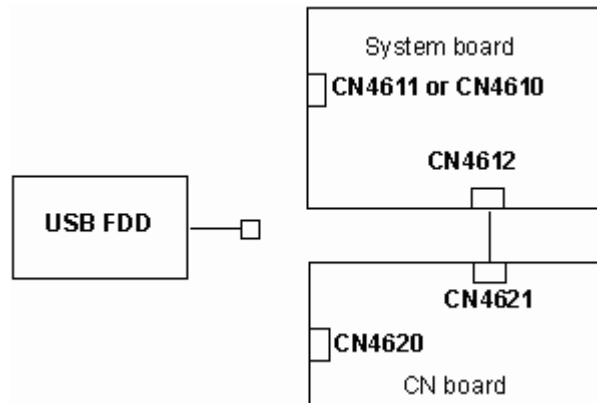 System board
CN4611 or CN4610
CN4612
USB FDD
CN4621
CN4620
CN board